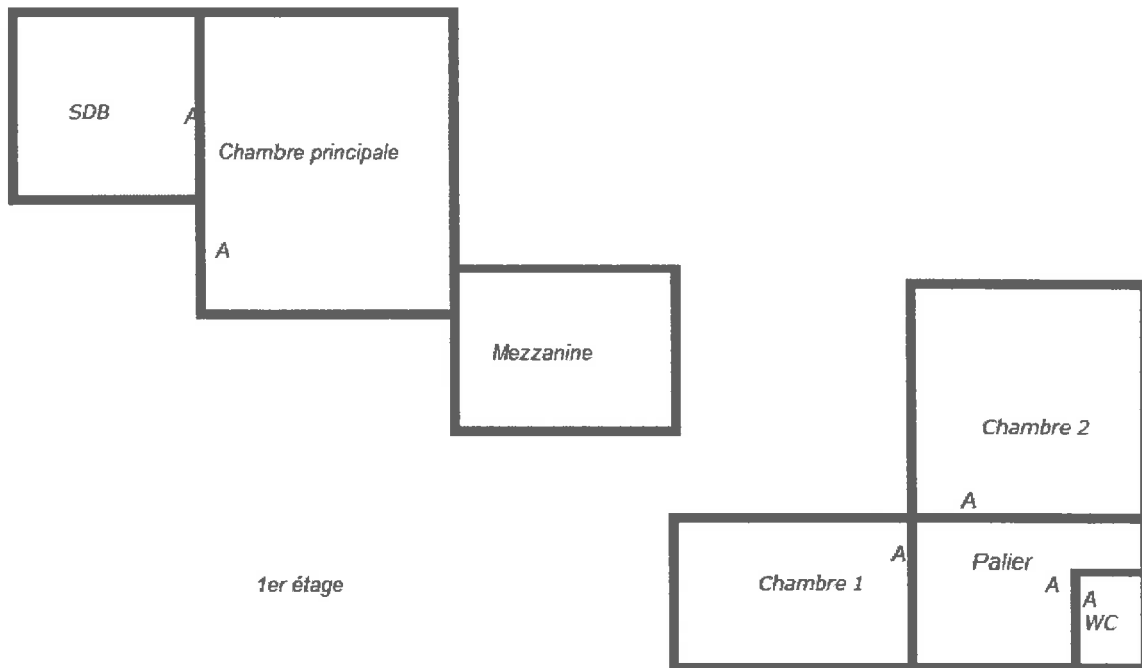 SDB
A
Chambre principale
A
Mezzanine
Chambre 2
A
A
Palier
1er étage
Chambre 1
A
A
WC